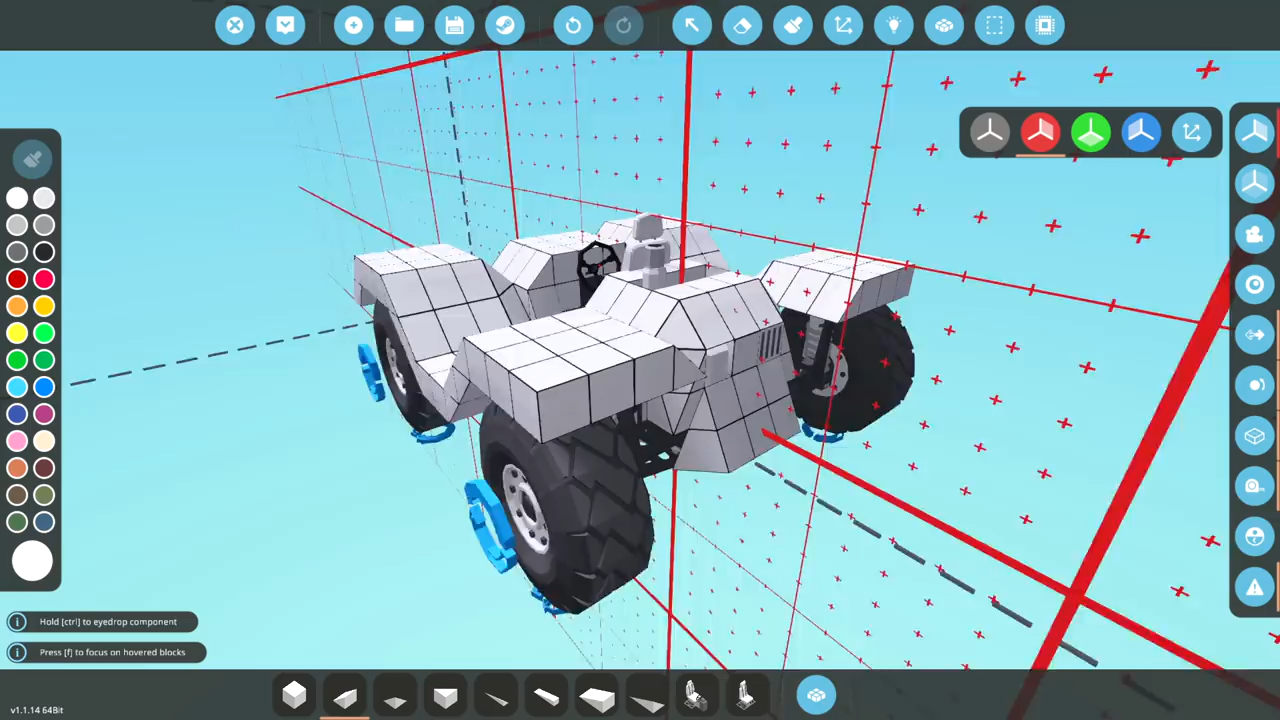 Hold [ctrl] to eyedrop component
Press [f] to focus on hovered blocks
v1.1.14 64Bit